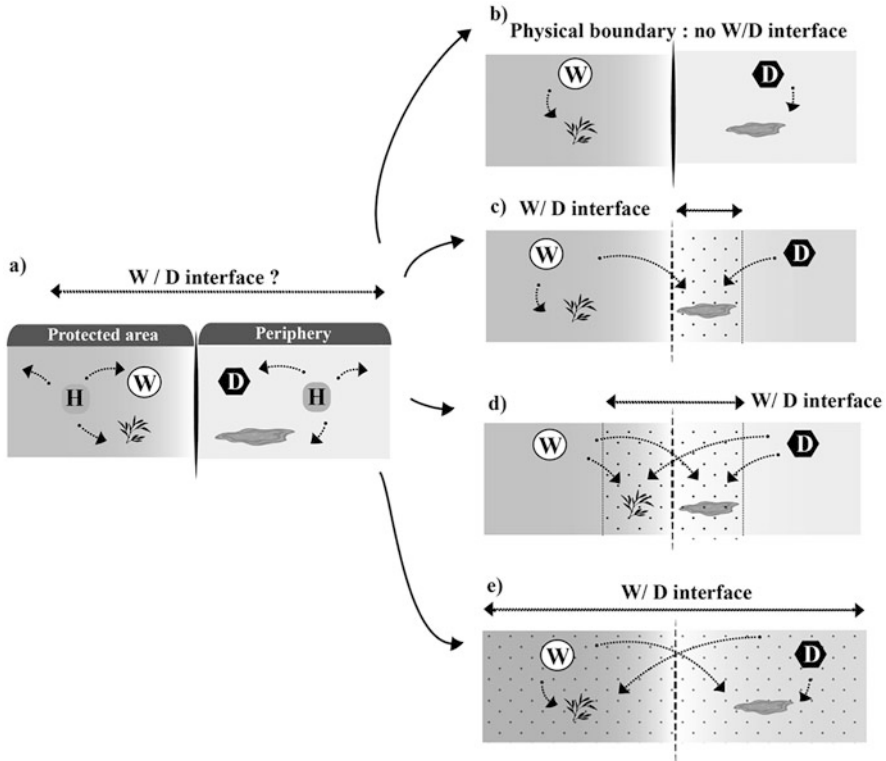 a)
W / D interface ?
Protected area
Periphery
H
W
D
H
b)
Physical boundary : no W/D interface
W
D
c)
W/ D interface
W
D
d)
W/ D interface
W
D
e)
W/ D interface
W
D